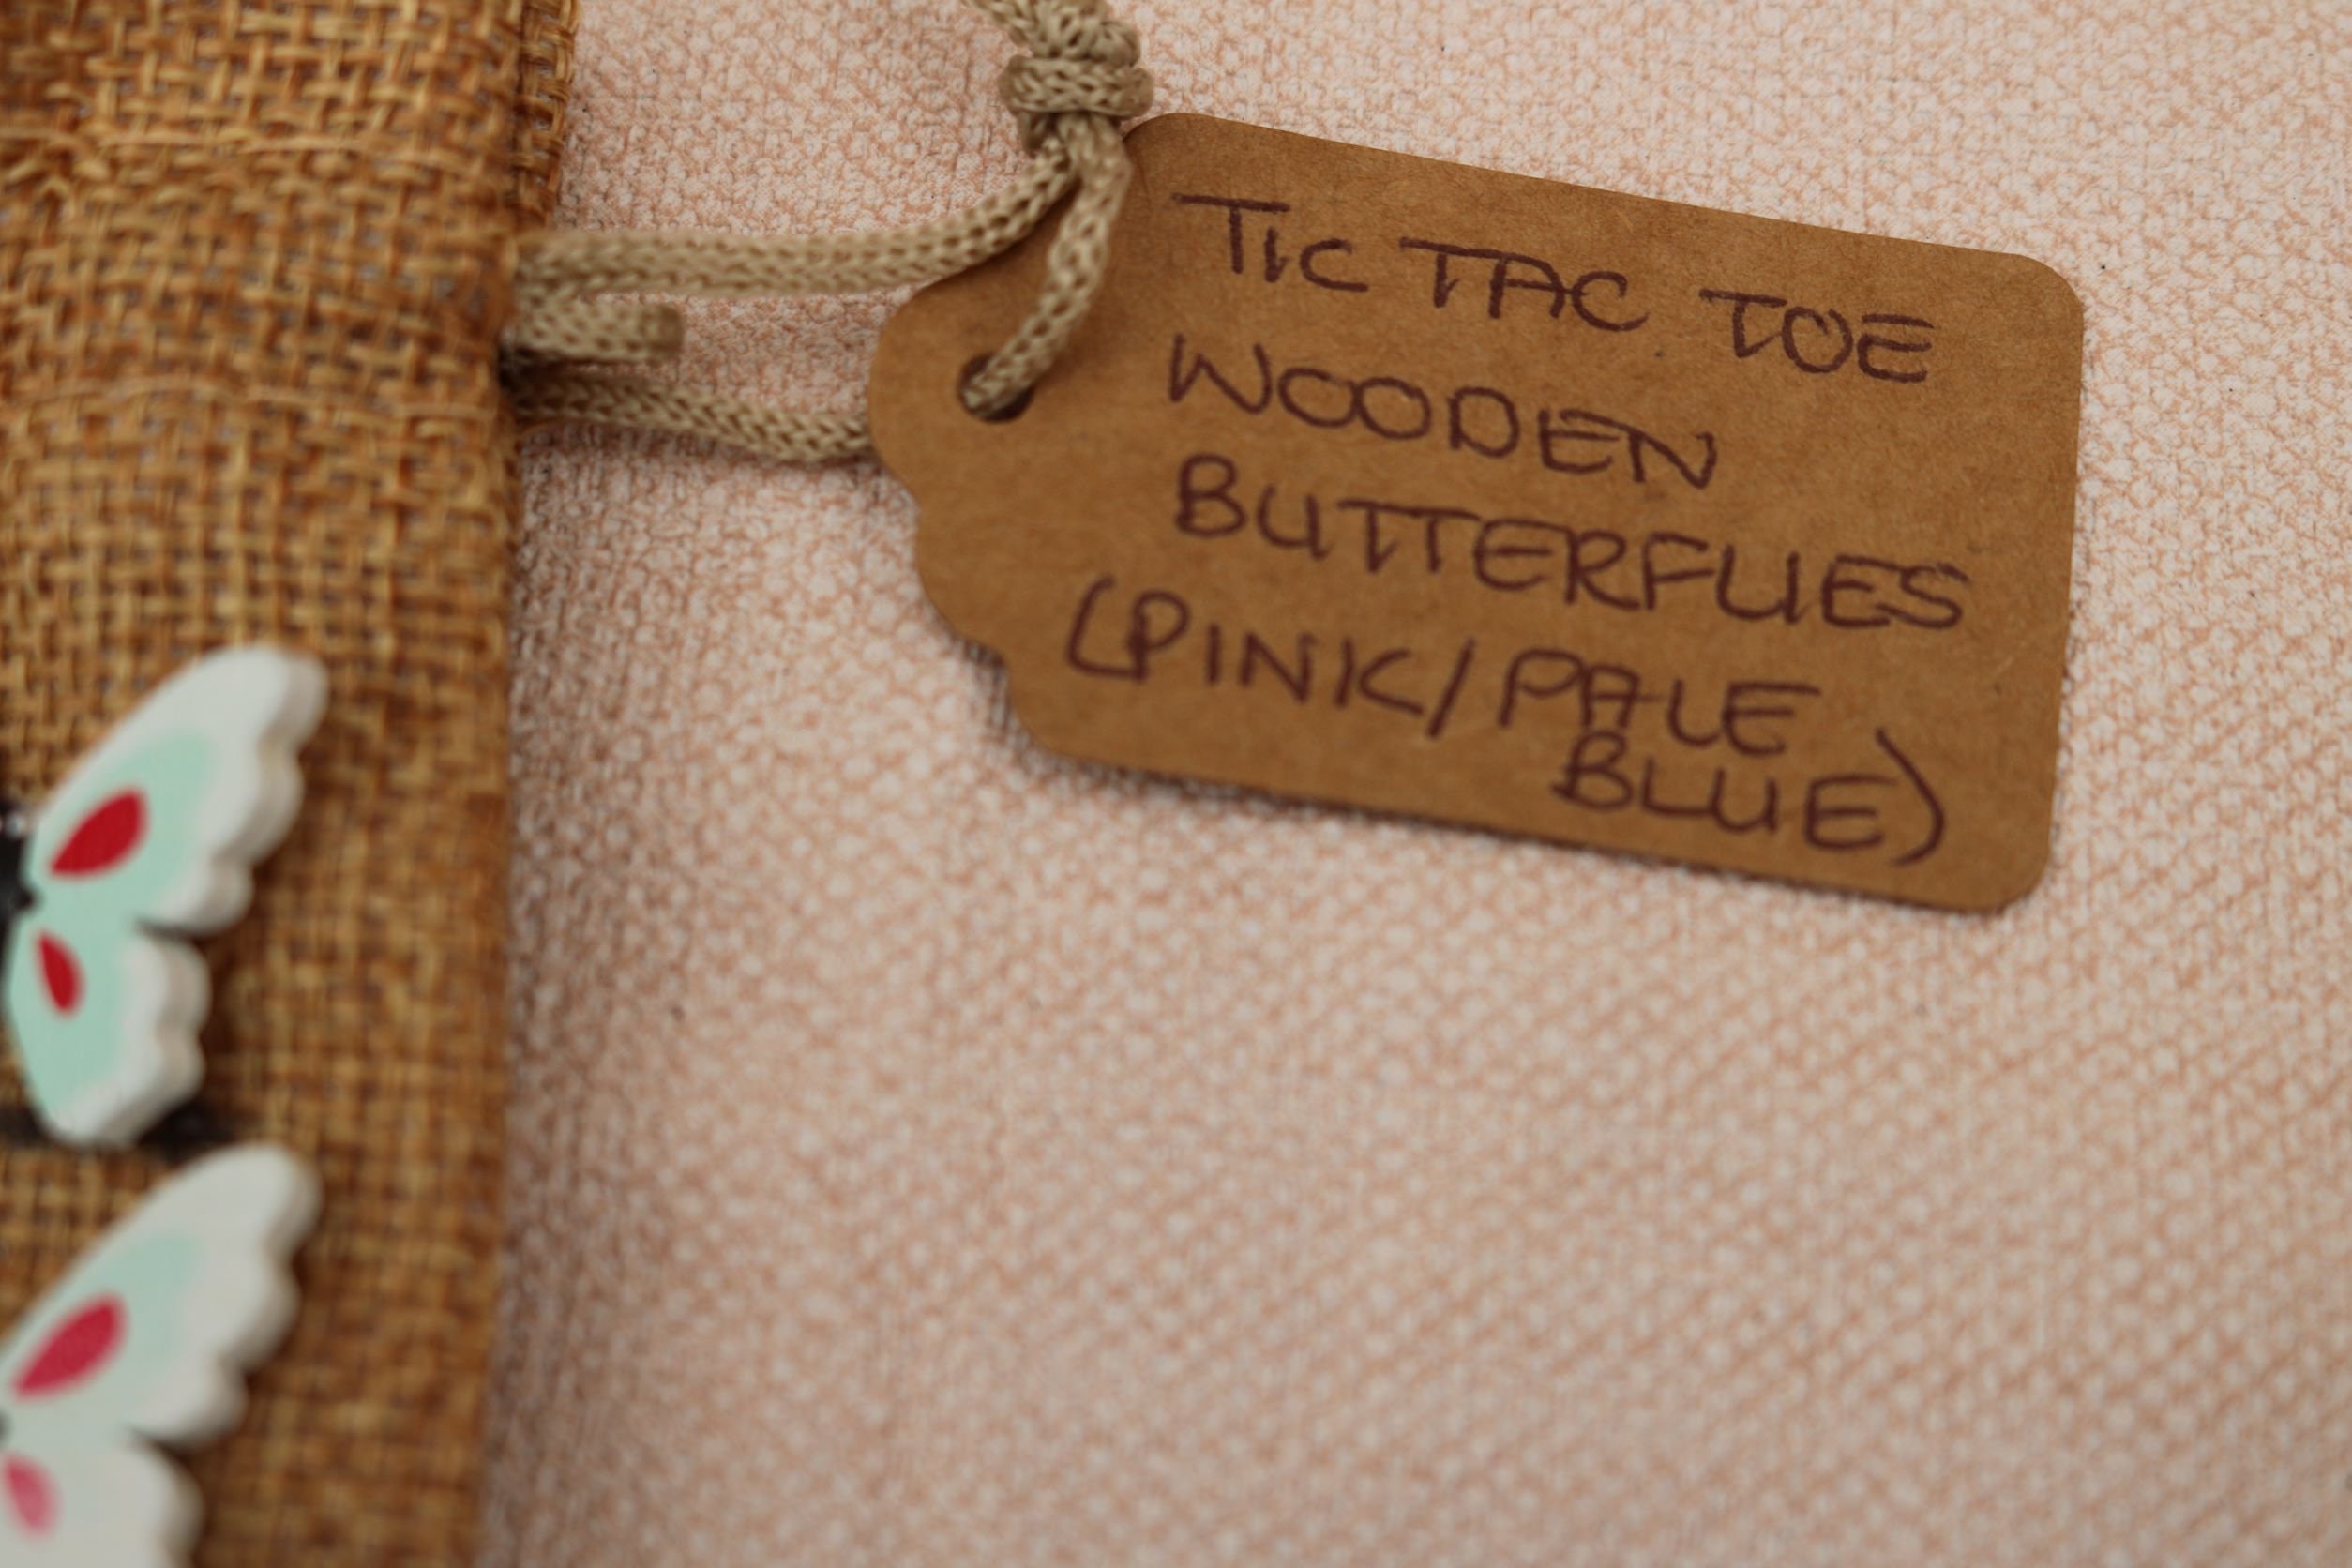 TIC TAC TOE
WOODEN
BUTTERFLIES
(PINK/PALE
BLUE)